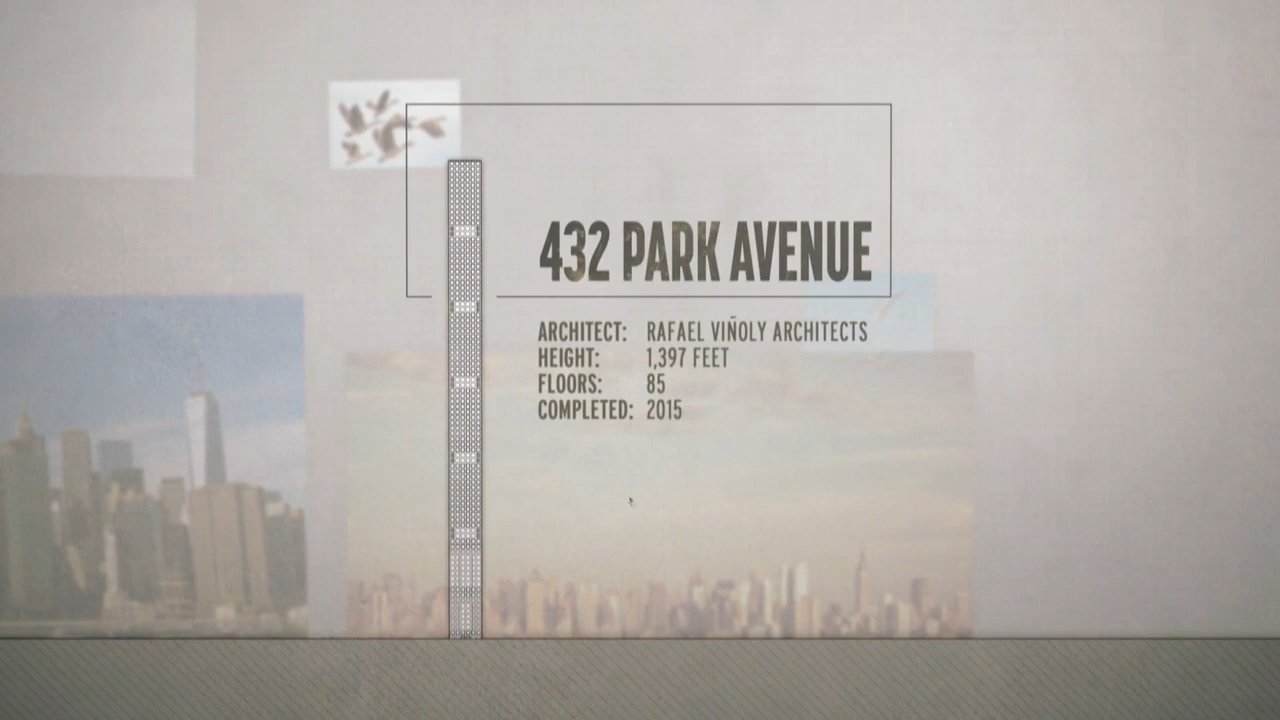 432 PARK AVENUE
ARCHITECT: RAFAEL VIÑOLY ARCHITECTS
HEIGHT: 1,397 FEET
FLOORS: 85
COMPLETED: 2015